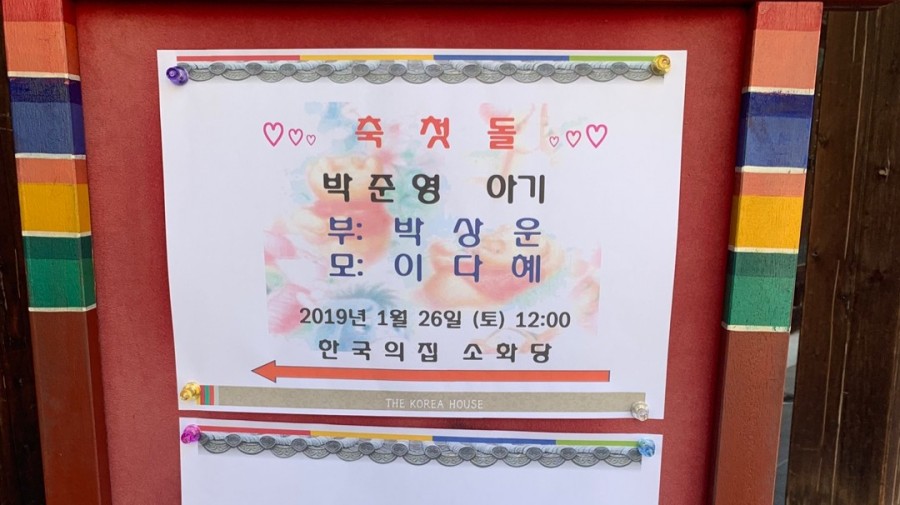 축 첫 돌
박준영 아기
부: 박 상 운
모: 이 다 혜
2019년 1월 26일 (토) 12:00
한국의집 소화당
THE KOREA HOUSE